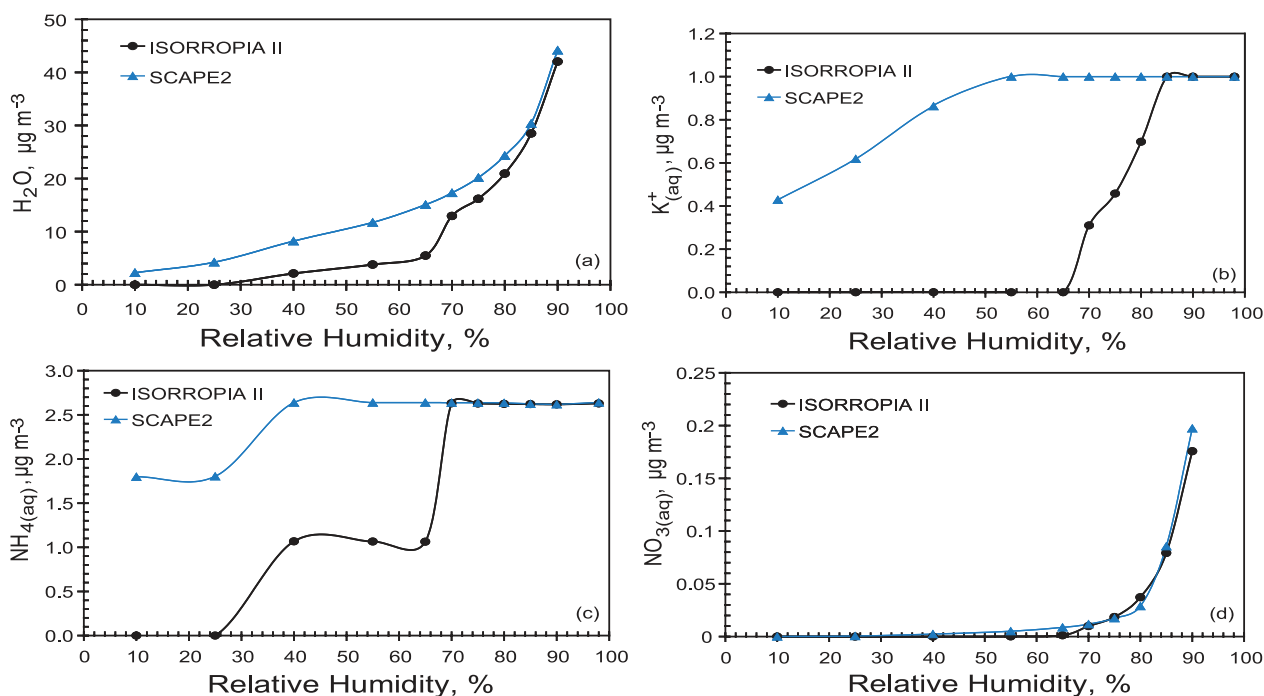 50
40
30
20
10
0
H₂O, µg m-3
ISORROPIA II
SCAPE2
(a)
0 10 20 30 40 50 60 70 80 90 100
Relative Humidity, %
1.2
1.0
0.8
0.6
0.4
0.2
0.0
K⁺(aq), µg m-3
ISORROPIA II
SCAPE2
(b)
0 10 20 30 40 50 60 70 80 90 100
Relative Humidity, %
3.0
2.5
2.0
1.5
1.0
0.5
0.0
NH₄(aq), µg m-3
ISORROPIA II
SCAPE2
(c)
0 10 20 30 40 50 60 70 80 90 100
Relative Humidity, %
0.25
0.2
0.15
0.1
0.05
0
NO₃(aq), µg m-3
ISORROPIA II
SCAPE2
(d)
0 10 20 30 40 50 60 70 80 90 100
Relative Humidity, %